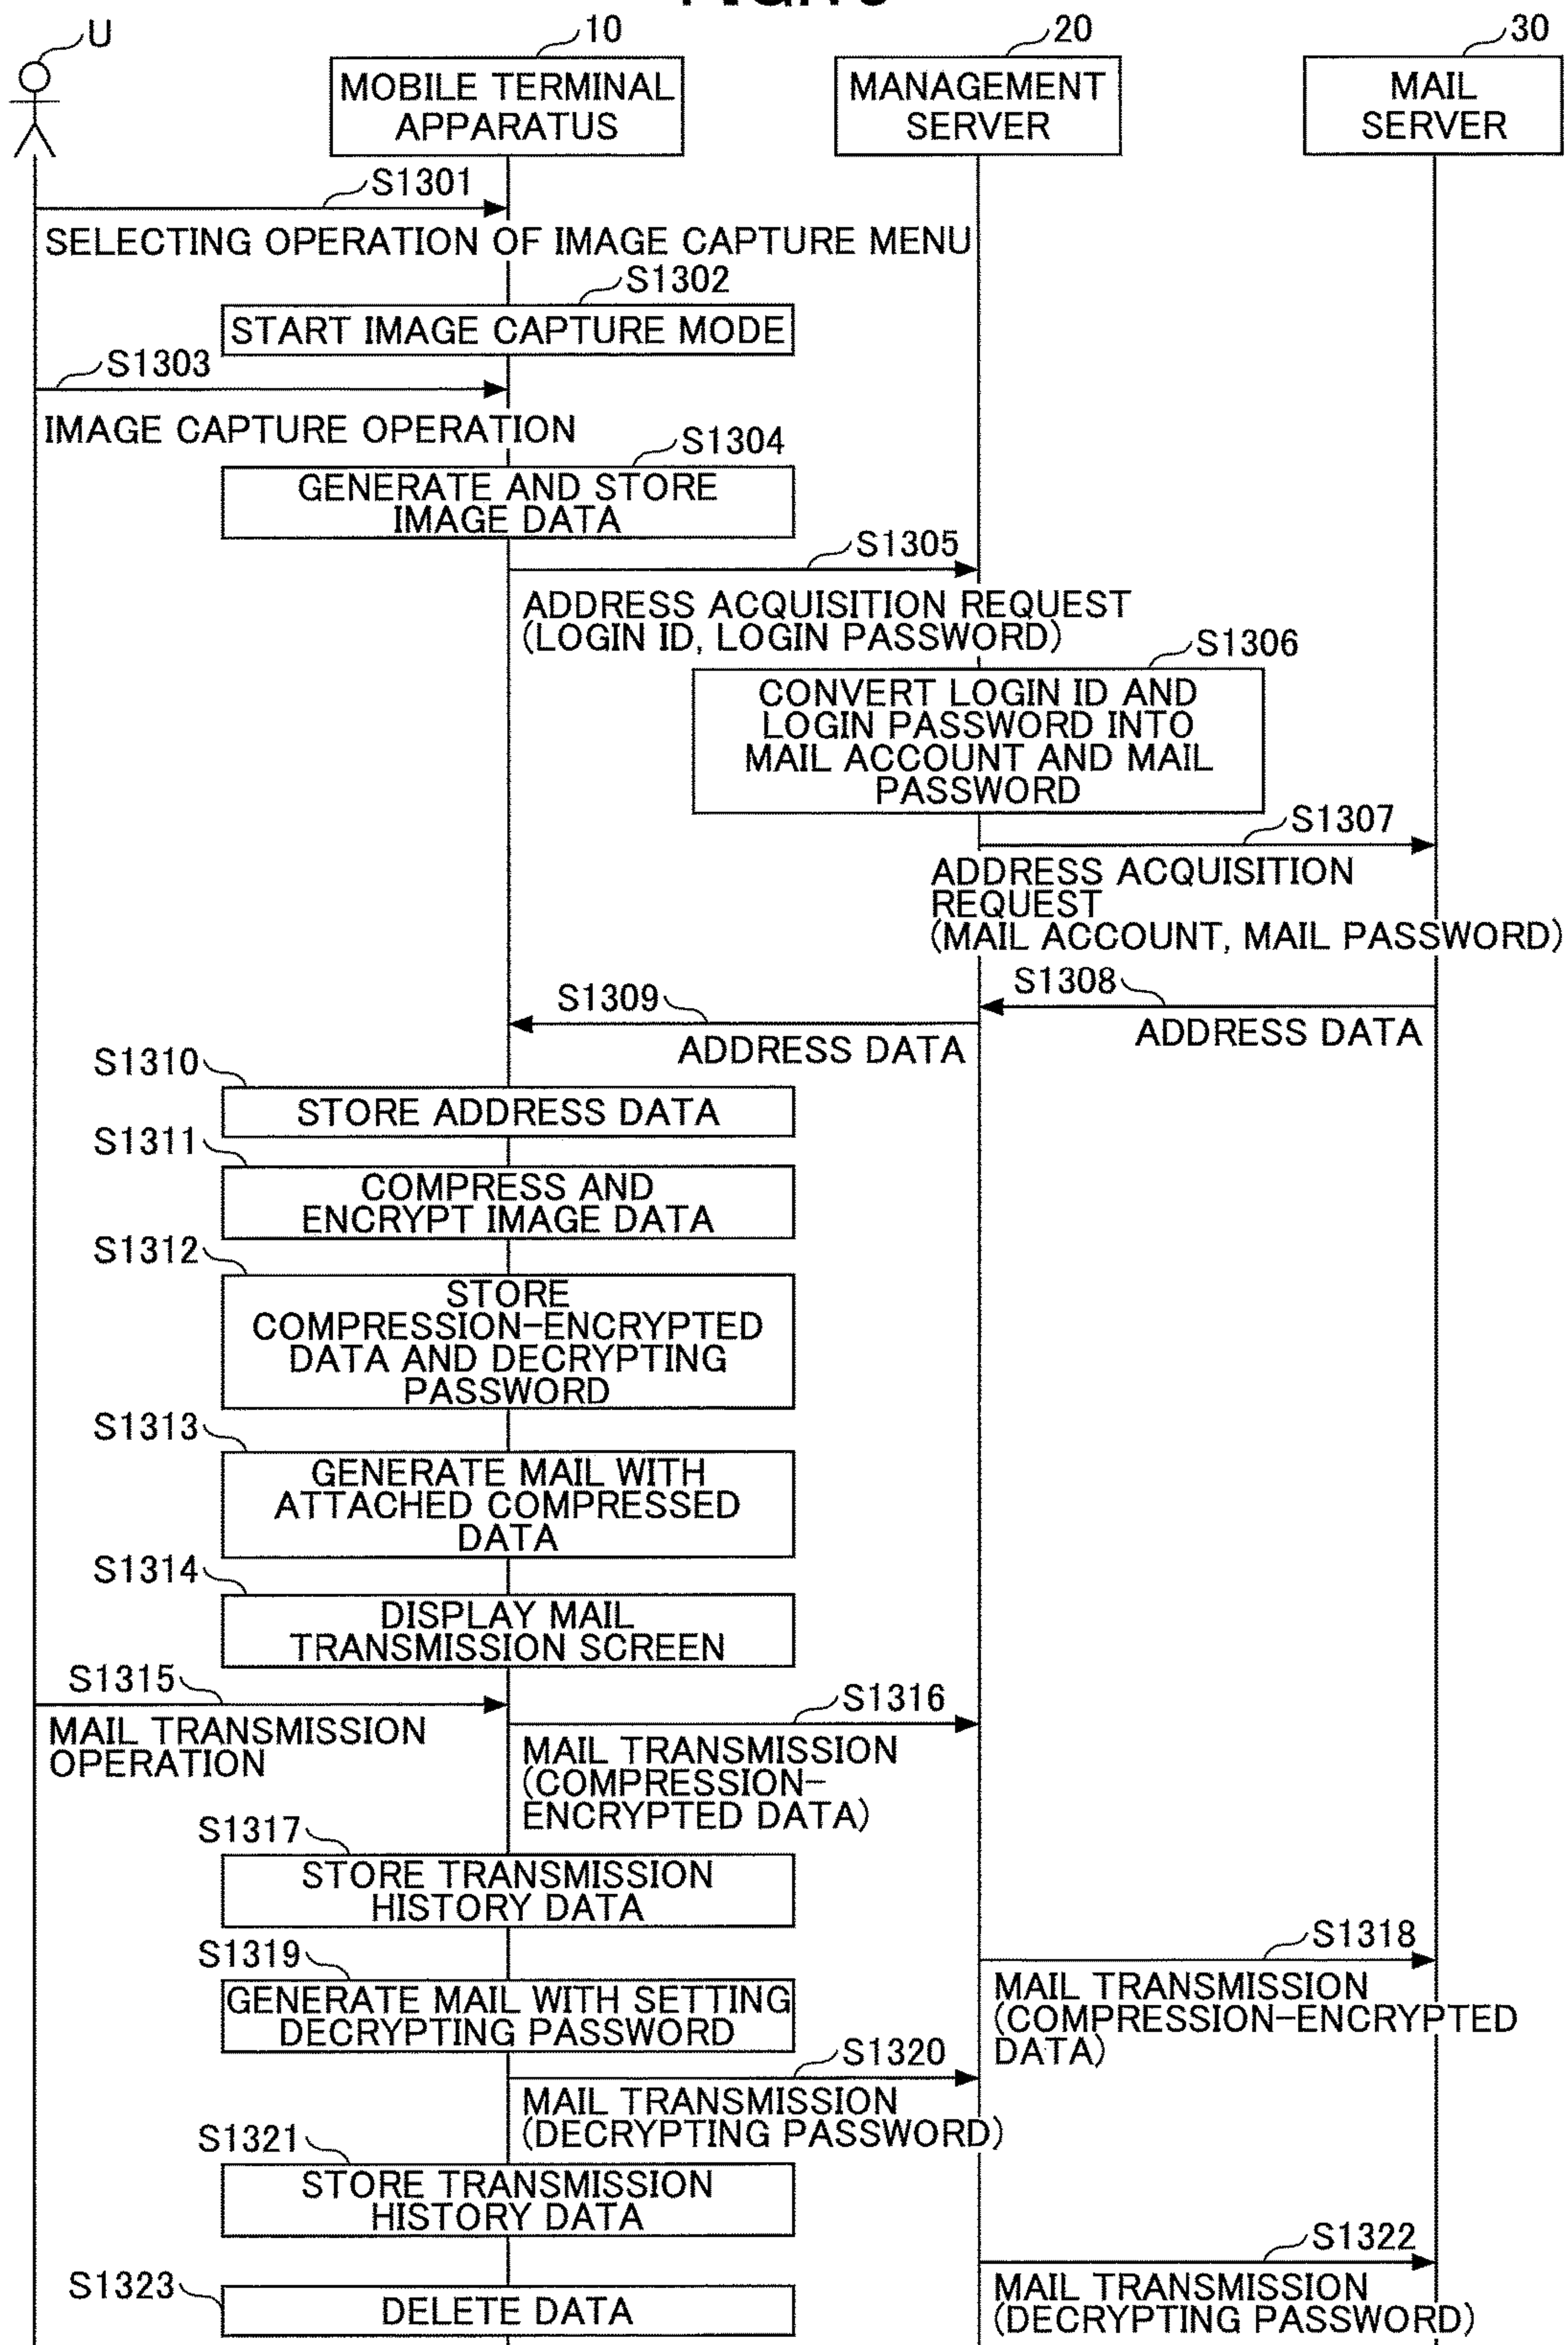 U
10
20
30
MOBILE TERMINAL
APPARATUS
MANAGEMENT
SERVER
MAIL
SERVER
S1301
SELECTING OPERATION OF IMAGE CAPTURE MENU
S1302
START IMAGE CAPTURE MODE
S1303
IMAGE CAPTURE OPERATION
S1304
GENERATE AND STORE
IMAGE DATA
S1305
ADDRESS ACQUISITION REQUEST
(LOGIN ID, LOGIN PASSWORD)
S1306
CONVERT LOGIN ID AND
LOGIN PASSWORD INTO
MAIL ACCOUNT AND MAIL
PASSWORD
S1307
ADDRESS ACQUISITION
REQUEST
(MAIL ACCOUNT, MAIL PASSWORD)
S1308
ADDRESS DATA
S1309
ADDRESS DATA
S1310
STORE ADDRESS DATA
S1311
COMPRESS AND
ENCRYPT IMAGE DATA
S1312
STORE
COMPRESSION-ENCRYPTED
DATA AND DECRYPTING
PASSWORD
S1313
GENERATE MAIL WITH
ATTACHED COMPRESSED
DATA
S1314
DISPLAY MAIL
TRANSMISSION SCREEN
S1315
MAIL TRANSMISSION
OPERATION
S1316
MAIL TRANSMISSION
(COMPRESSION-
ENCRYPTED DATA)
S1317
STORE TRANSMISSION
HISTORY DATA
S1318
MAIL TRANSMISSION
(COMPRESSION-ENCRYPTED
DATA)
S1319
GENERATE MAIL WITH SETTING
DECRYPTING PASSWORD
S1320
MAIL TRANSMISSION
(DECRYPTING PASSWORD)
S1321
STORE TRANSMISSION
HISTORY DATA
S1322
MAIL TRANSMISSION
(DECRYPTING PASSWORD)
S1323
DELETE DATA